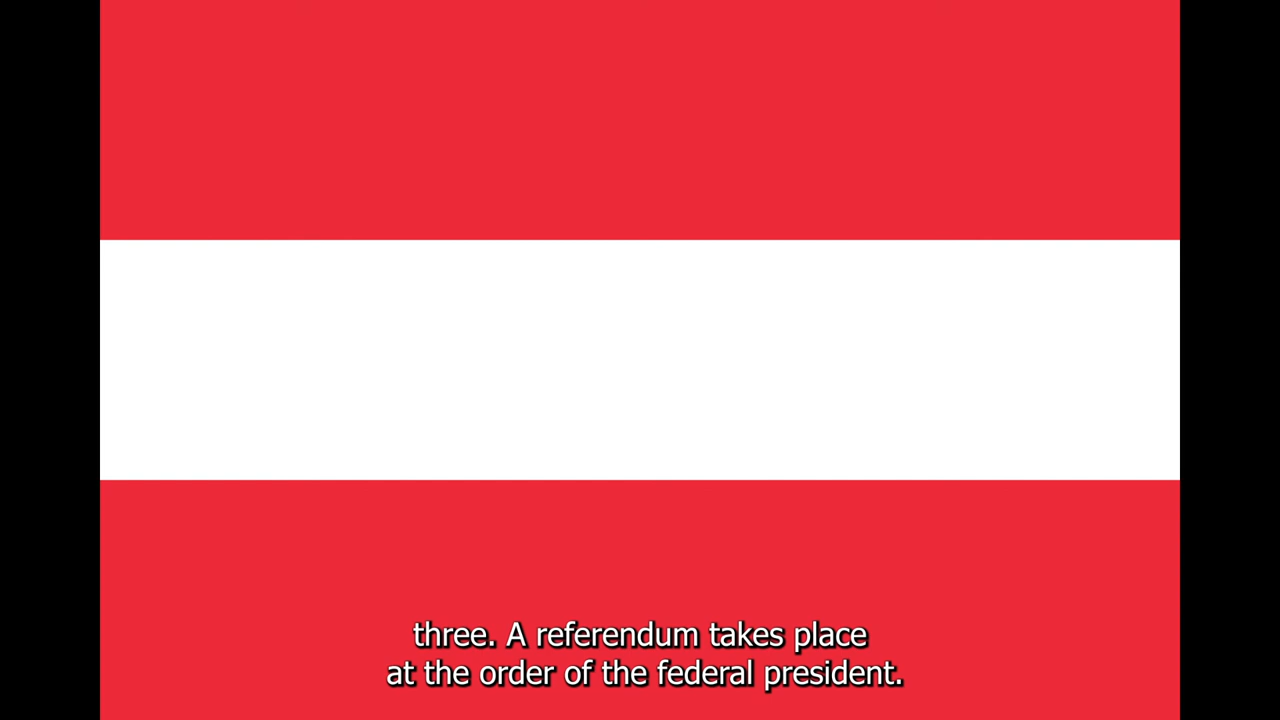 three. A referendum takes place
at the order of the federal president.